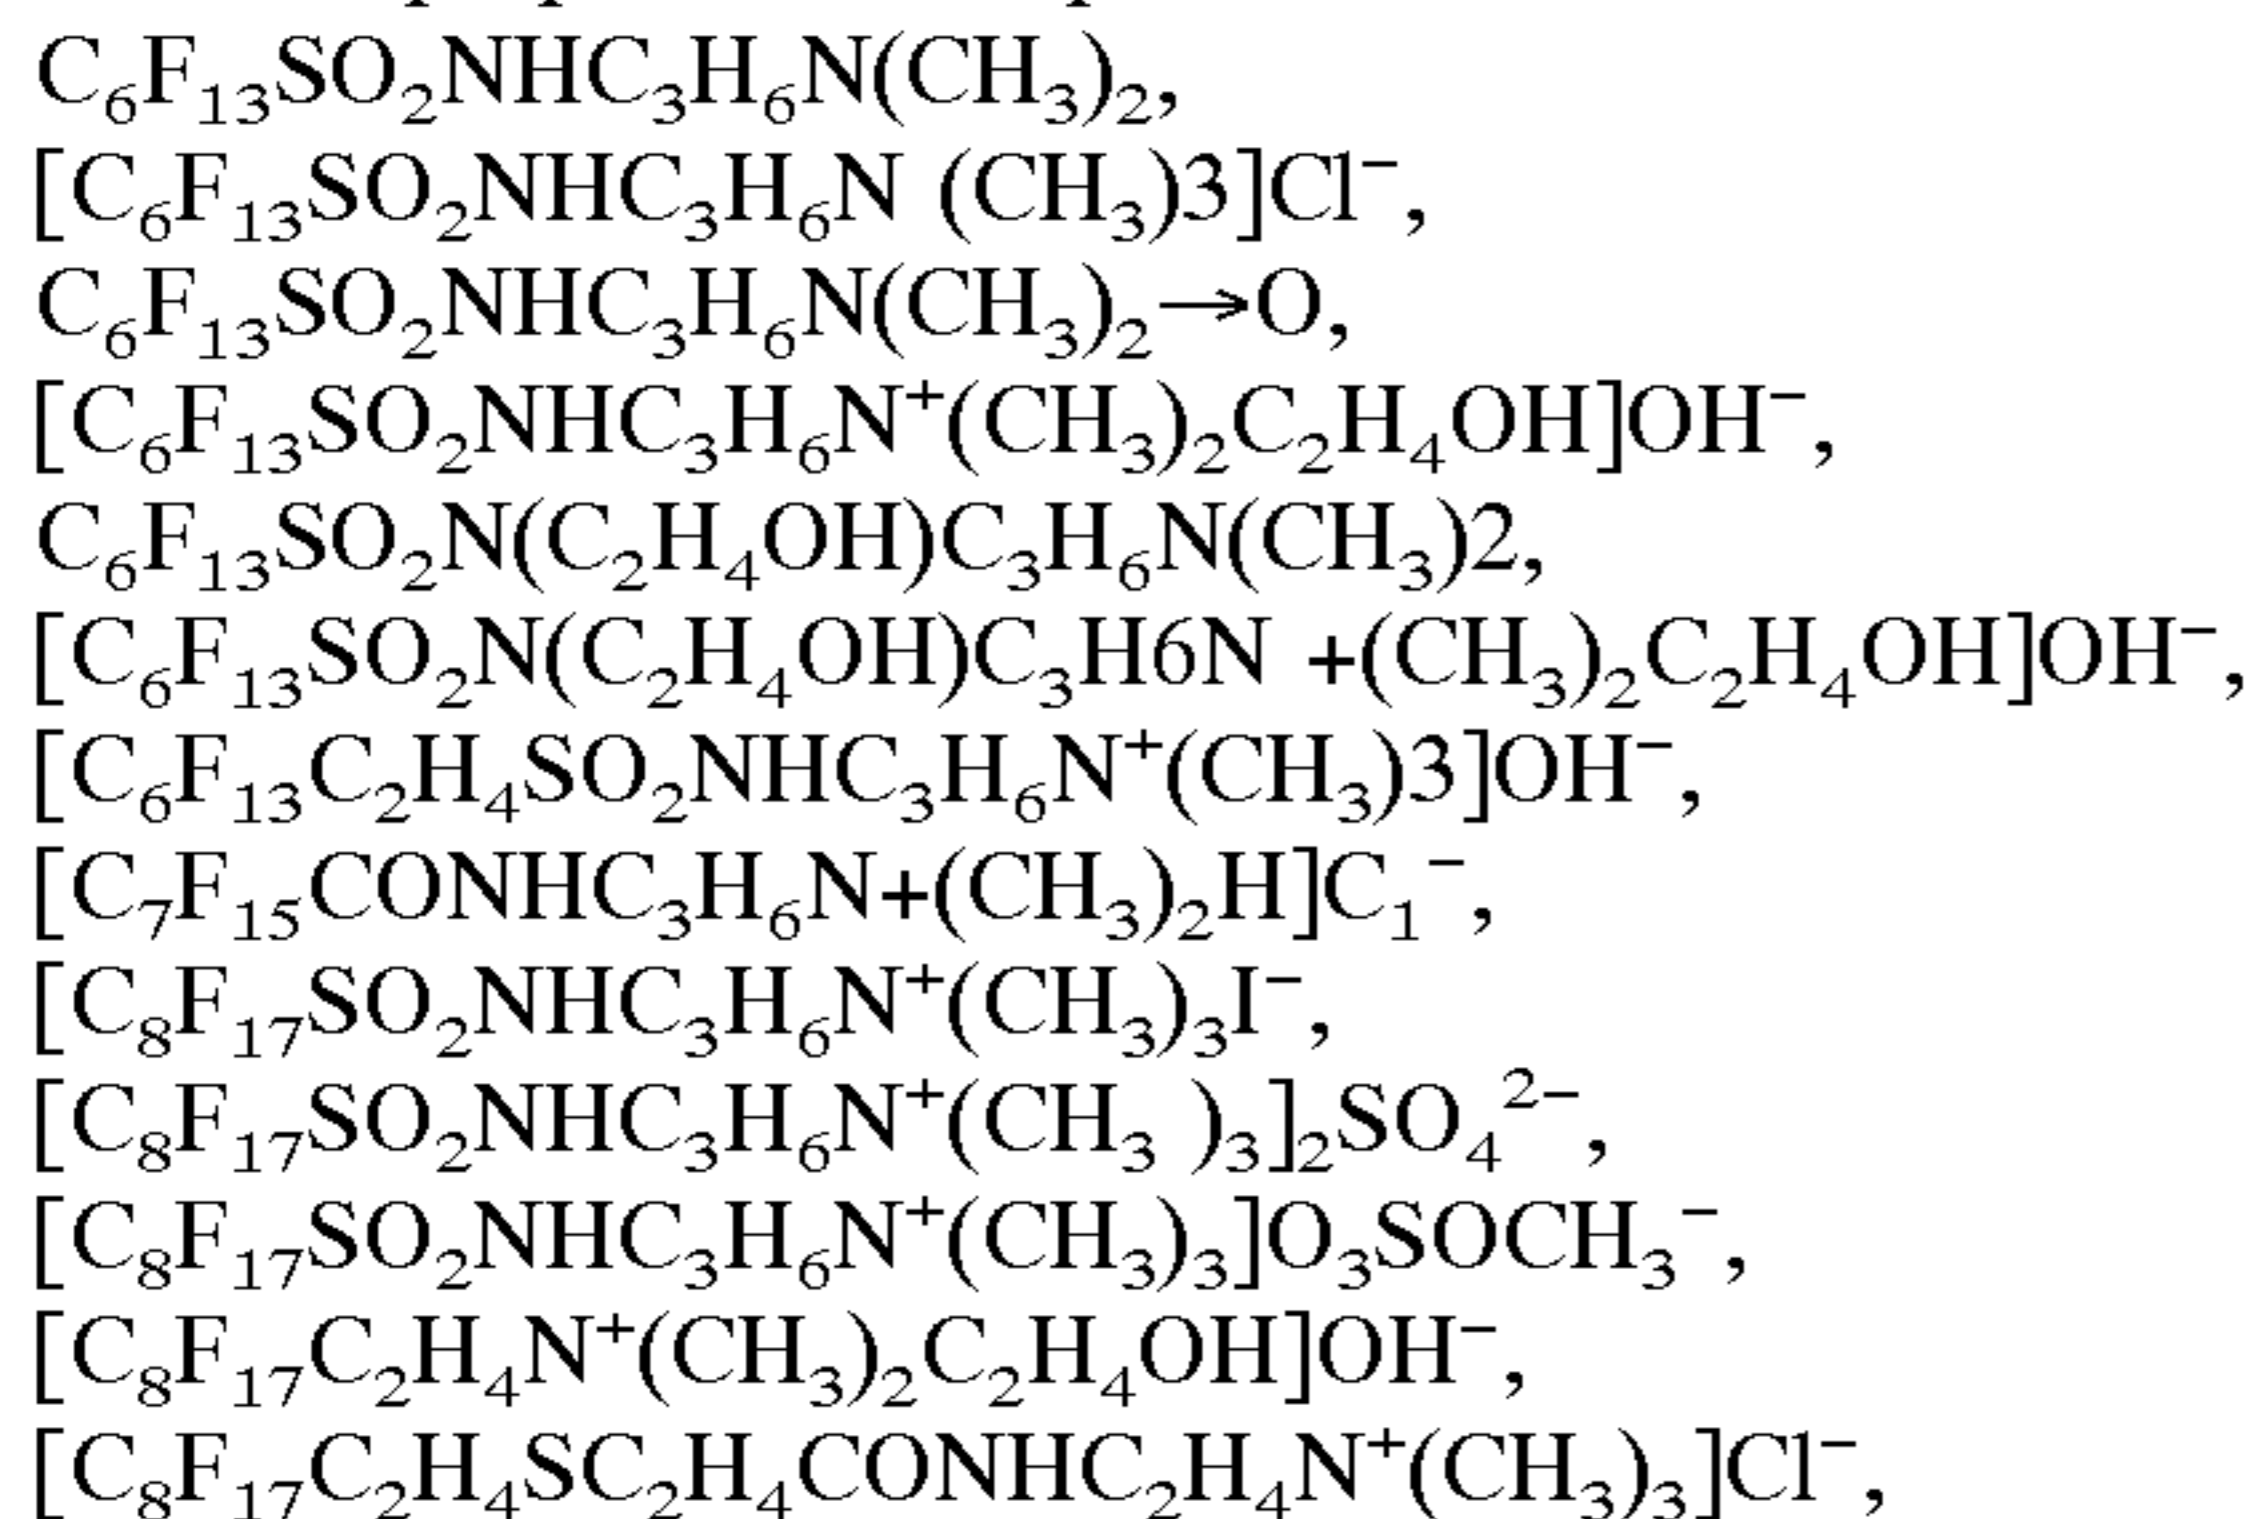 C₆F₁₃SO₂NHC₃H₆N(CH₃)₂,
[C₆F₁₃SO₂NHC₃H₆N (CH₃)3]Cl⁻,
C₆F₁₃SO₂NHC₃H₆N(CH₃)₂→O,
[C₆F₁₃SO₂NHC₃H₆N⁺(CH₃)₂C₂H₄OH]OH⁻,
C₆F₁₃SO₂N(C₂H₄OH)C₃H₆N(CH₃)2,
[C₆F₁₃SO₂N(C₂H₄OH)C₃H6N +(CH₃)₂C₂H₄OH]OH⁻,
[C₆F₁₃C₂H₄SO₂NHC₃H₆N⁺(CH₃)3]OH⁻,
[C₇F₁₅CONHC₃H₆N+(CH₃)₂H]C₁⁻,
[C₈F₁₇SO₂NHC₃H₆N⁺(CH₃)₃I⁻,
[C₈F₁₇SO₂NHC₃H₆N⁺(CH₃ )₃]₂SO₄²⁻,
[C₈F₁₇SO₂NHC₃H₆N⁺(CH₃)₃]O₃SOCH₃⁻,
[C₈F₁₇C₂H₄N⁺(CH₃)₂C₂H₄OH]OH⁻,
[C₈F₁₇C₂H₄SC₂H₄CONHC₂H₄N⁺(CH₃)₃]Cl⁻,